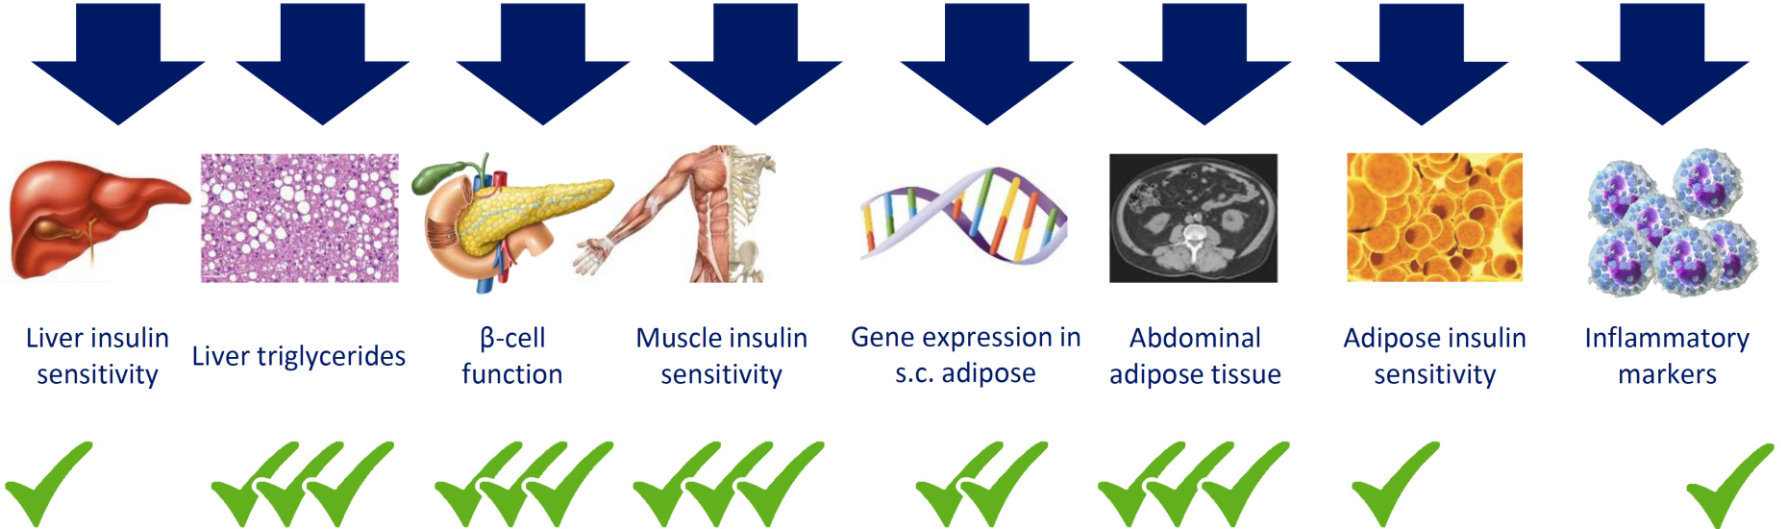 Liver insulin
sensitivity
Liver triglycerides
β-cell
function
Muscle insulin
sensitivity
Gene expression in
s.c. adipose
Abdominal
adipose tissue
Adipose insulin
sensitivity
Inflammatory
markers